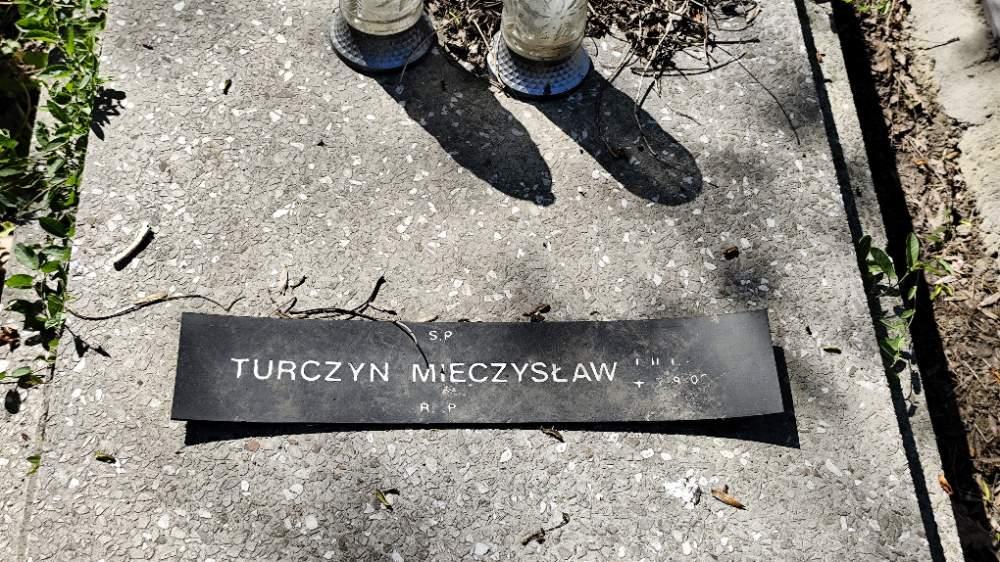 Ś.P
TURCZYN MIECZYSŁAW
R. P